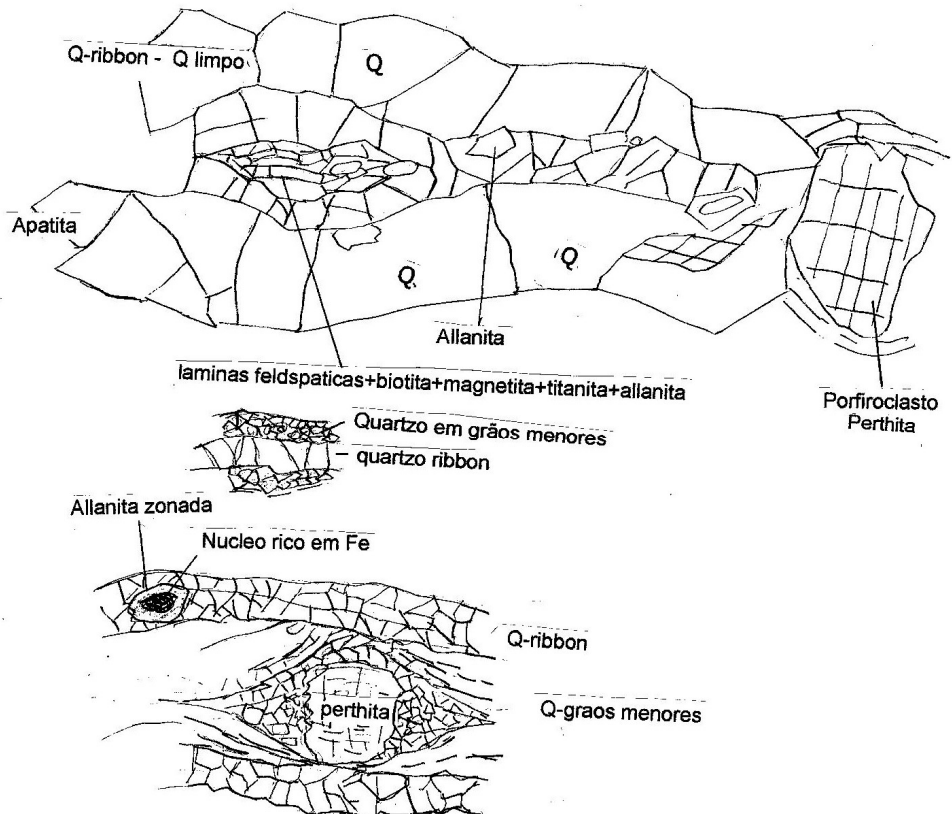 Q-ribbon - Q limpo
Q
Apatita
Q
Q
Allanita
laminas feldspaticas+biotita+magnetita+titanita+allanita
Porfiroclasto
Perthita
Quartzo em grãos menores
quartzo ribbon
Allanita zonada
Nucleo rico em Fe
Q-ribbon
perthita
Q-graos menores